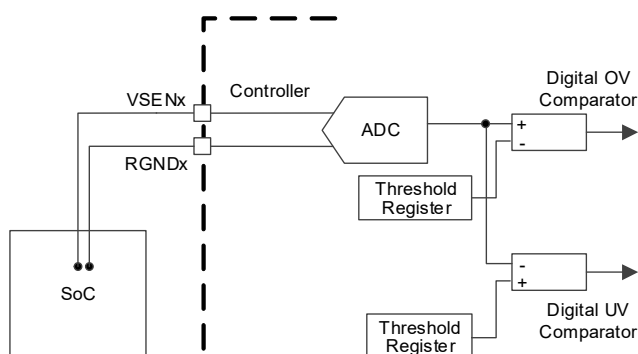 VSENx
Controller
Digital OV
Comparator
ADC
+
-
RGNDx
Threshold
Register
SoC
-
+
Digital UV
Comparator
Threshold
Register